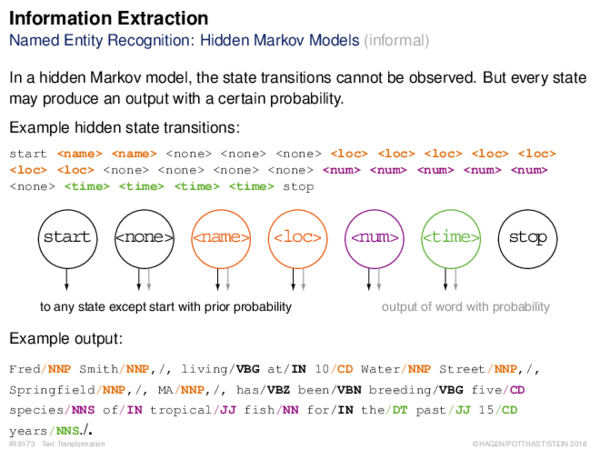 Information Extraction
Named Entity Recognition: Hidden Markov Models (informal)
In a hidden Markov model, the state transitions cannot be observed. But every state
may produce an output with a certain probability.
Example hidden state transitions:
start <name> <name> <none> <none> <none> <loc> <loc> <loc> <loc> <loc>
<loc> <loc> <none> <none> <none> <none> <num> <num> <num> <num> <num>
<none> <time> <time> <time> <time> stop
start <none> <name> <loc> <num> <time> stop
to any state except start with prior probability output of word with probability
Example output:
Fred/NNP Smith/NNP,/, living/VBG at/IN 10/CD Water/NNP Street/NNP,/,
Springfield/NNP,/, MA/NNP,/, has/VBZ been/VBN breeding/VBG five/CD
species/NNS of/IN tropical/JJ fish/NN for/IN the/DT past/JJ 15/CD
years/NNS./.
IR:III-73 Text Transformation ©HAGEN/POTTHAST/STEIN 2018